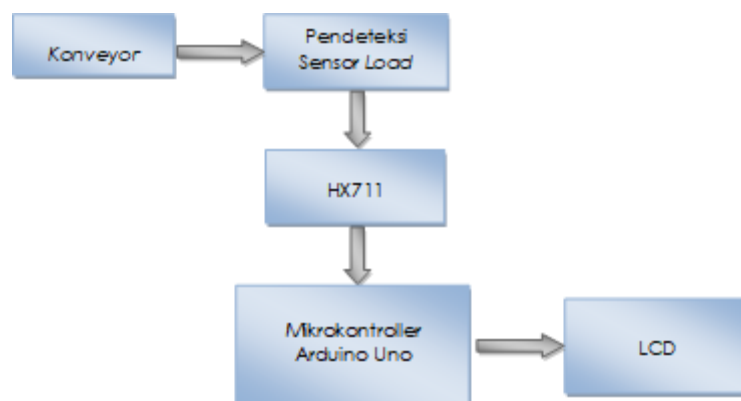 Konveyor
Pendeteksi
Sensor Load
HX711
Mikrokontroller
Arduino Uno
LCD